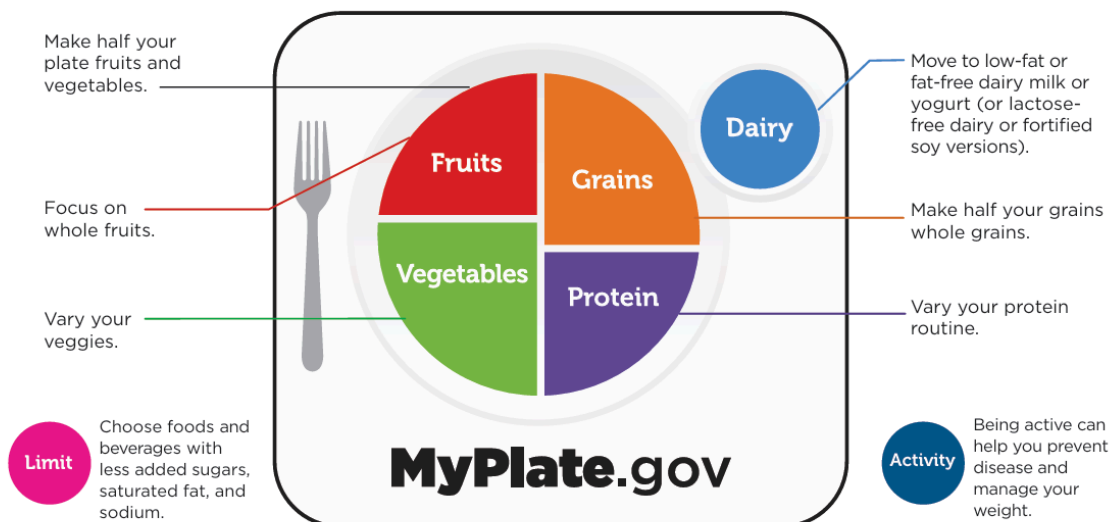 Make half your
plate fruits and
vegetables.
Focus on
whole fruits.
Vary your
veggies.
Fruits
Grains
Vegetables
Protein
Dairy
Move to low-fat or
fat-free dairy milk or
yogurt (or lactose-
free dairy or fortified
soy versions).
Make half your grains
whole grains.
Vary your protein
routine.
Limit
Choose foods and
beverages with
less added sugars,
saturated fat, and
sodium.
MyPlate.gov
Activity
Being active can
help you prevent
disease and
manage your
weight.